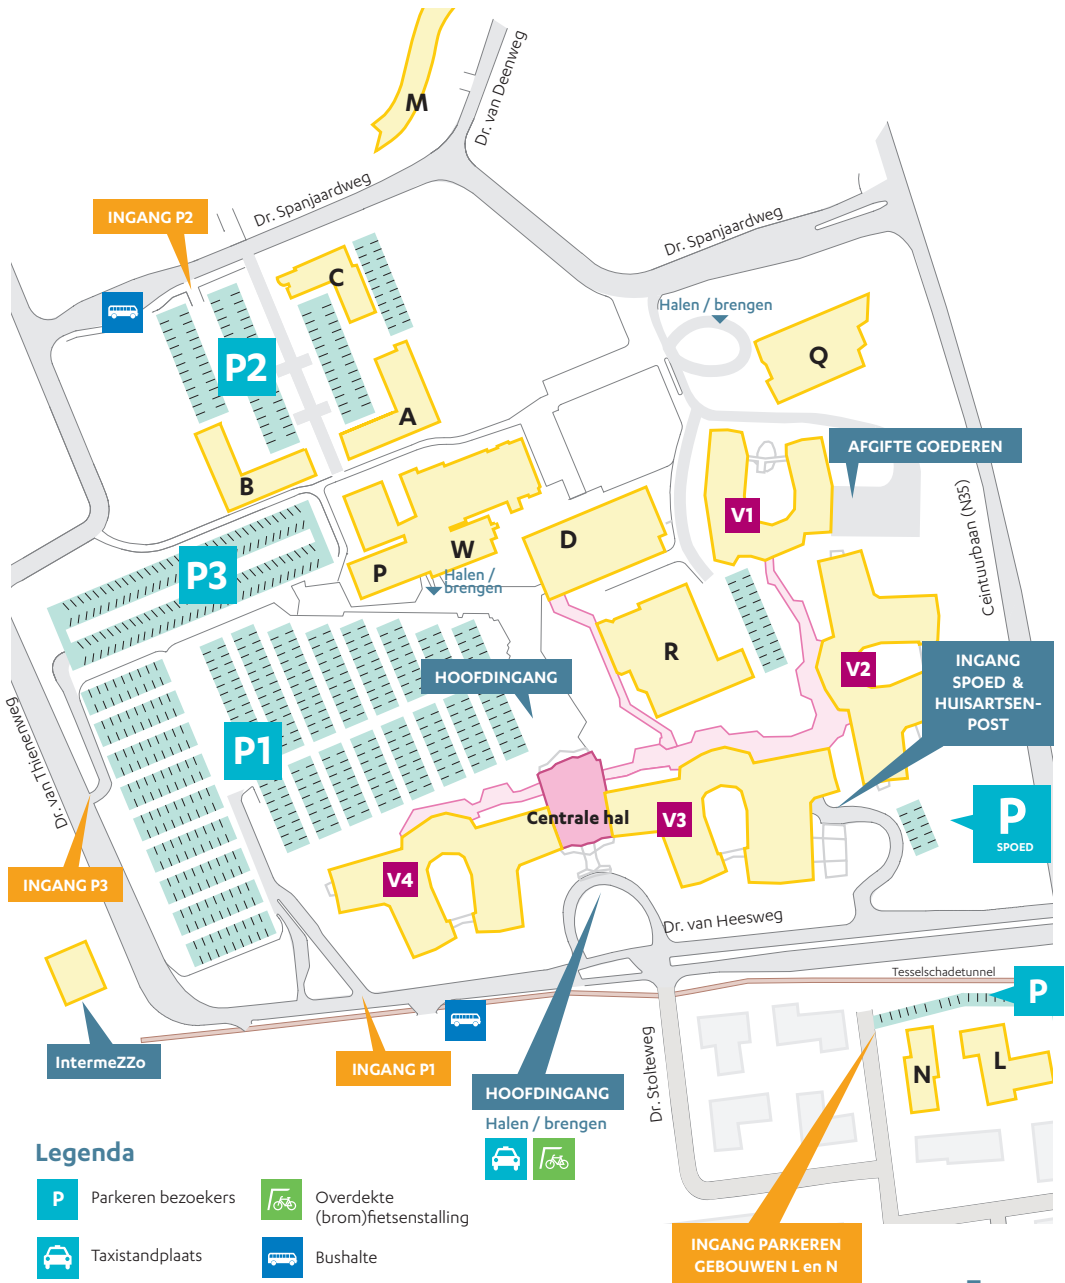 M
Dr. van Deenweg
Dr. Spanjaardweg
INGANG P2
Dr. Spanjaardweg
C
Halen / brengen
P2
Q
A
AFGIFTE GOEDEREN
B
V1
Ceintuurbaan (N35)
D
W
P3
P
Halen /
brengen
R
INGANG
SPOED &
HUISARTSEN-
POST
V2
HOOFDINGANG
Dr. van Thienenweg
P1
Centrale hal
V3
P
SPOED
V4
INGANG P3
Dr. van Heesweg
Tesselschadetunnel
P
IntermeZZo
INGANG P1
HOOFDINGANG
Halen / brengen
Dr. Stolteweg
N
L
Legenda
P
Parkeren bezoekers
Overdekte
(brom)fietsenstalling
Taxistandplaats
Bushalte
INGANG PARKEREN
GEBOUWEN L en N